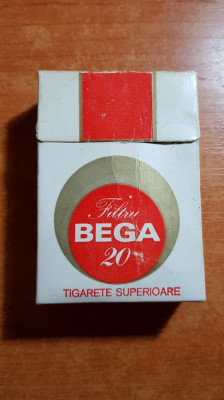 Filtru
BEGA
20
TIGARETE SUPERIOARE